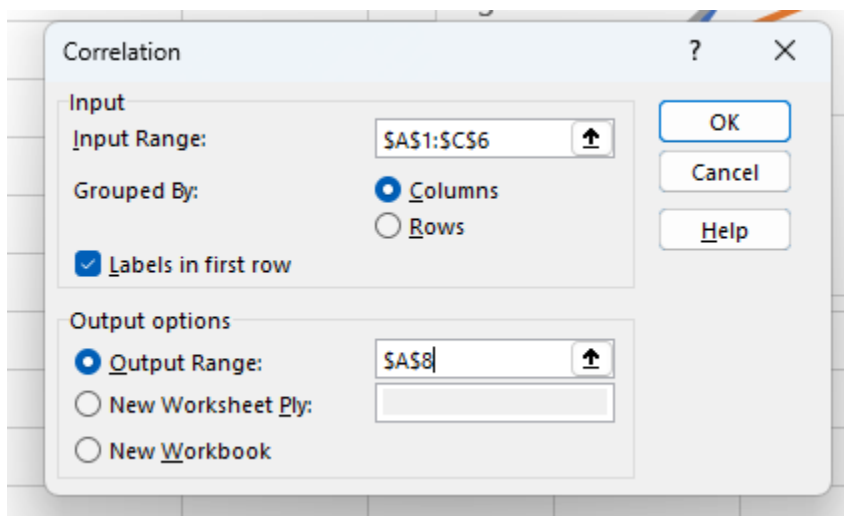 Correlation ?
Input
Input Range: $A$1:$C$6
OK
Cancel
Grouped By: Columns
Rows
Help
Labels in first row
Output options
Output Range: $A$8
New Worksheet Ply:
New Workbook